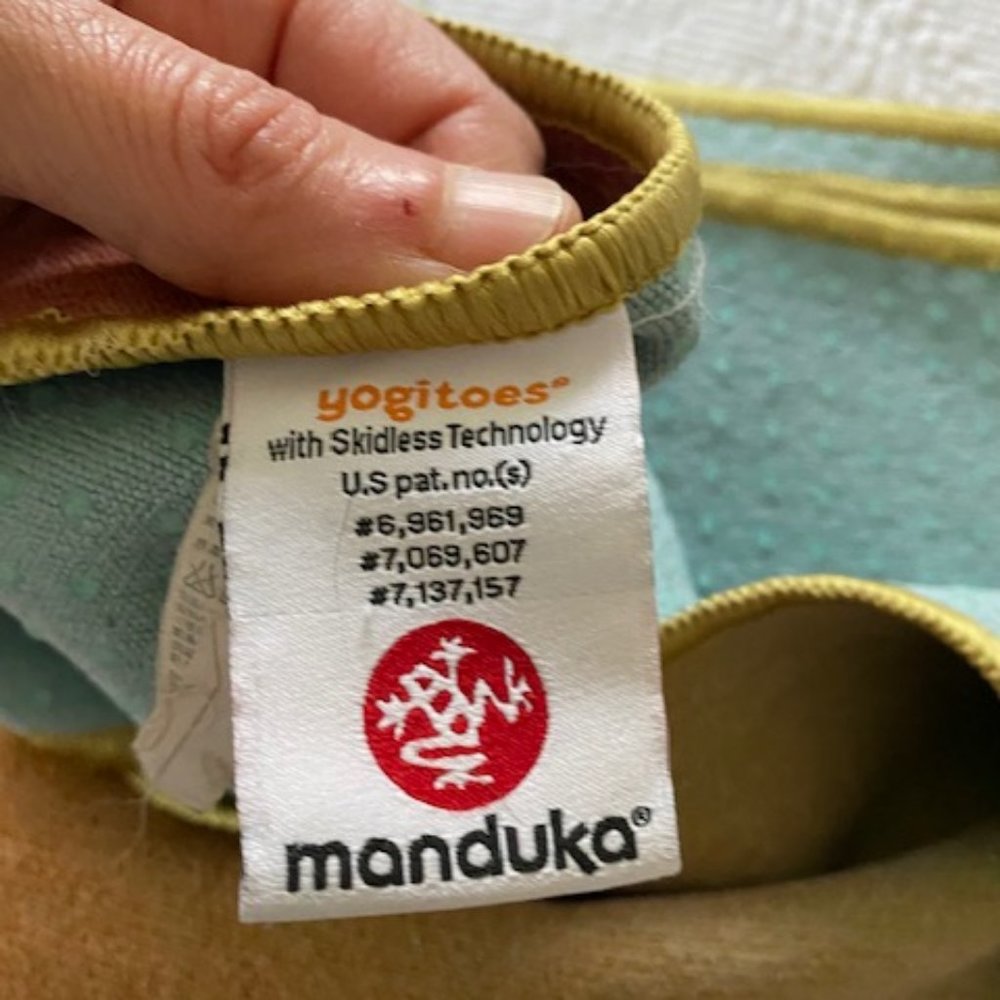 yogitoes®
with Skidless Technology
U.S pat.no.(s)
#6,961,969
#7,069,607
#7,137,157
manduka®